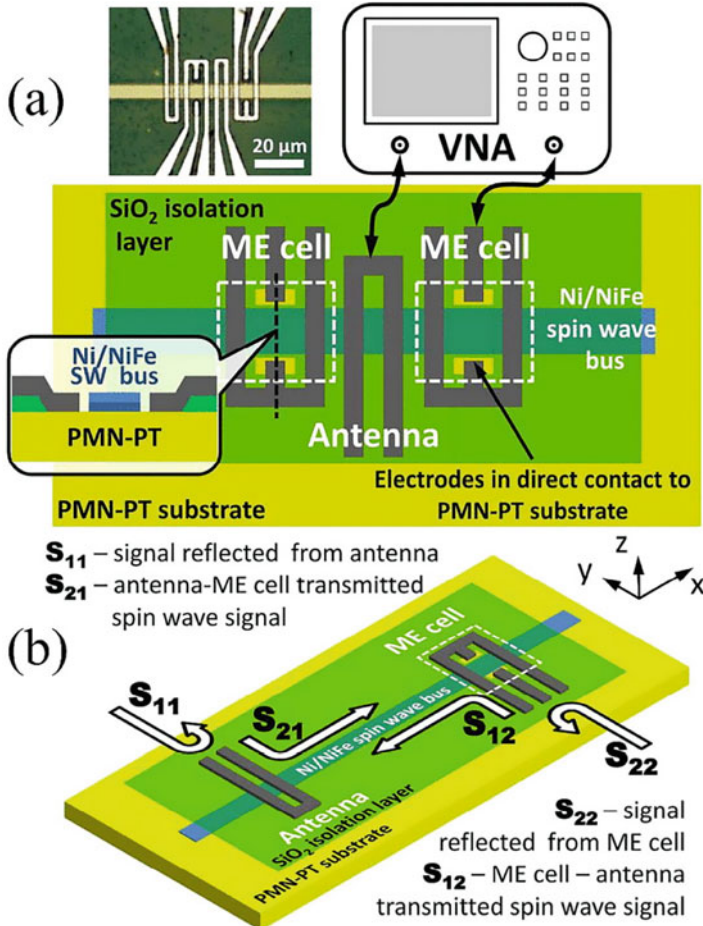 (a)
20 μm
VNA
SiO₂ isolation
layer
ME cell
ME cell
Ni/NiFe
spin wave
bus
Ni/NiFe
SW bus
PMN-PT
Antenna
Electrodes in direct contact to
PMN-PT substrate
PMN-PT substrate
S₁₁ – signal reflected from antenna
S₂₁ – antenna-ME cell transmitted
spin wave signal
z
y
x
(b)
ME cell
S₁₁
S₂₁
Ni/NiFe spin wave bus
S₁₂
S₂₂
Antenna
SiO₂ isolation layer
PMN-PT substrate
S₂₂ – signal
reflected from ME cell
S₁₂ – ME cell – antenna
transmitted spin wave signal